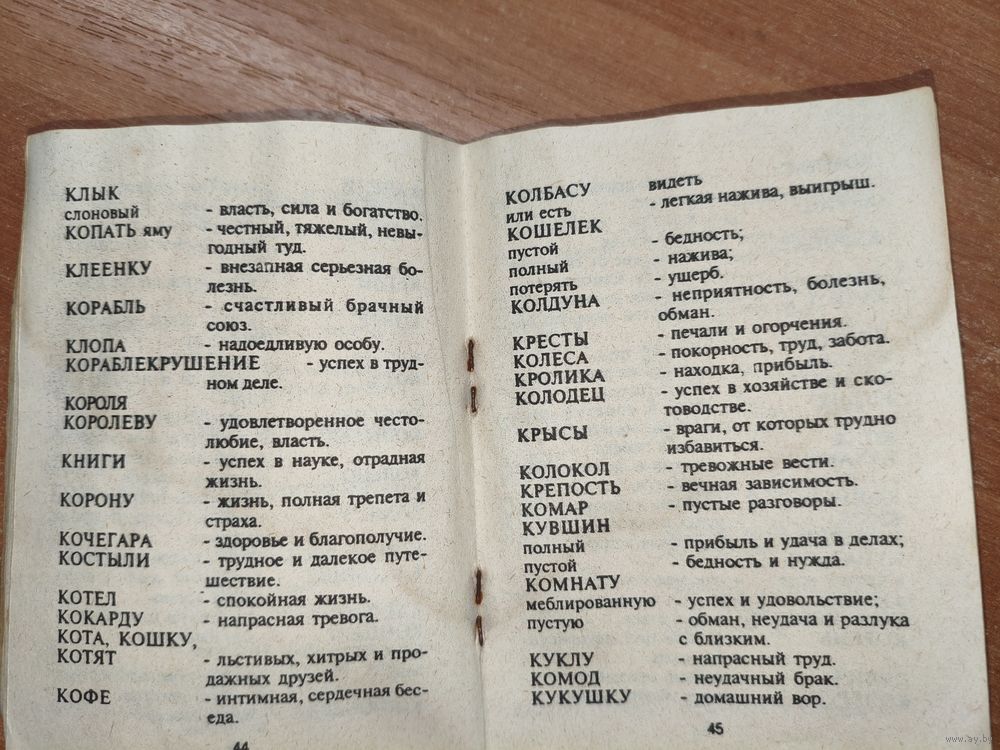 КЛЫК
слоновый - власть, сила и богатство.
КОПАТЬ яму - честный, тяжелый, невы-
годный туд.
КЛЕЕНКУ - внезапная серьезная бо-
лезнь.
КОРАБЛЬ - счастливый брачный
союз.
КЛОПА - надоедливую особу.
КОРАБЛЕКРУШЕНИЕ - успех в труд-
ном деле.
КОРОЛЯ
КОРОЛЕВУ - удовлетворенное често-
любие, власть.
КНИГИ - успех в науке, отрадная
жизнь.
КОРОНУ - жизнь, полная трепета и
страха.
КОЧЕГАРА - здоровье и благополучие.
КОСТЫЛИ - трудное и далекое путе-
шествие.
КОТЕЛ - спокойная жизнь.
КОКАРДУ - напрасная тревога.
КОТА, КОШКУ,
КОТЯТ - льстивых, хитрых и про-
дажных друзей.
КОФЕ - интимная, сердечная бес-
еда.
44
КОЛБАСУ видеть
или есть - легкая нажива, выигрыш.
КОШЕЛЕК
пустой - бедность;
полный - нажива;
потерять - ущерб.
КОЛДУНА - неприятность, болезнь,
обман.
КРЕСТЫ - печали и огорчения.
КОЛЕСА - покорность, труд, забота.
КРОЛИКА - находка, прибыль.
КОЛОДЕЦ - успех в хозяйстве и ско-
товодстве.
КРЫСЫ - враги, от которых трудно
избавиться.
КОЛОКОЛ - тревожные вести.
КРЕПОСТЬ - вечная зависимость.
КОМАР - пустые разговоры.
КУВШИН
полный - прибыль и удача в делах;
пустой - бедность и нужда.
КОМНАТУ
меблированную - успех и удовольствие;
пустую - обман, неудача и разлука
с близким.
КУКЛУ - напрасный труд.
КОМОД - неудачный брак.
КУКУШКУ - домашний вор.
45
www.ay.by